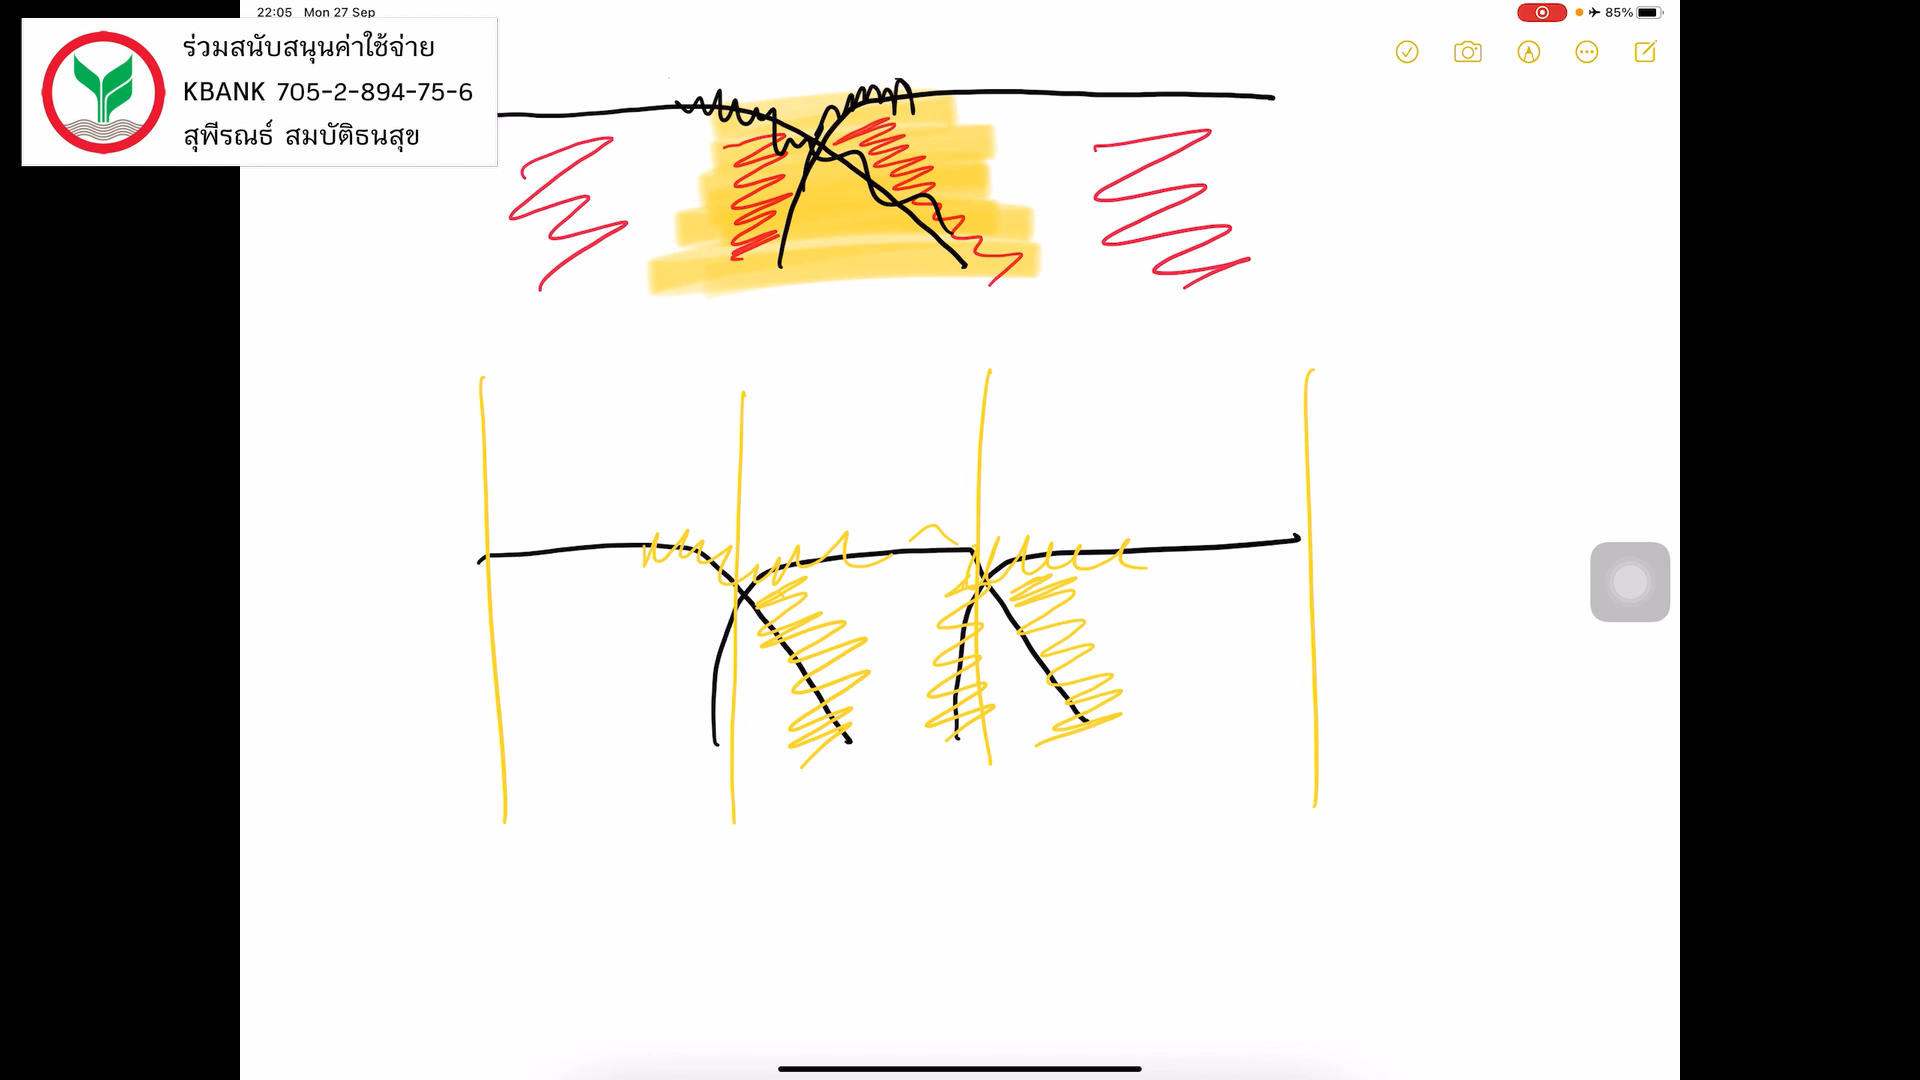 22:05 Mon 27 Sep
85%
ร่วมสนับสนุนค่าใช้จ่าย
KBANK 705-2-894-75-6
สุพีรณธ์ สมบัติธนสุข